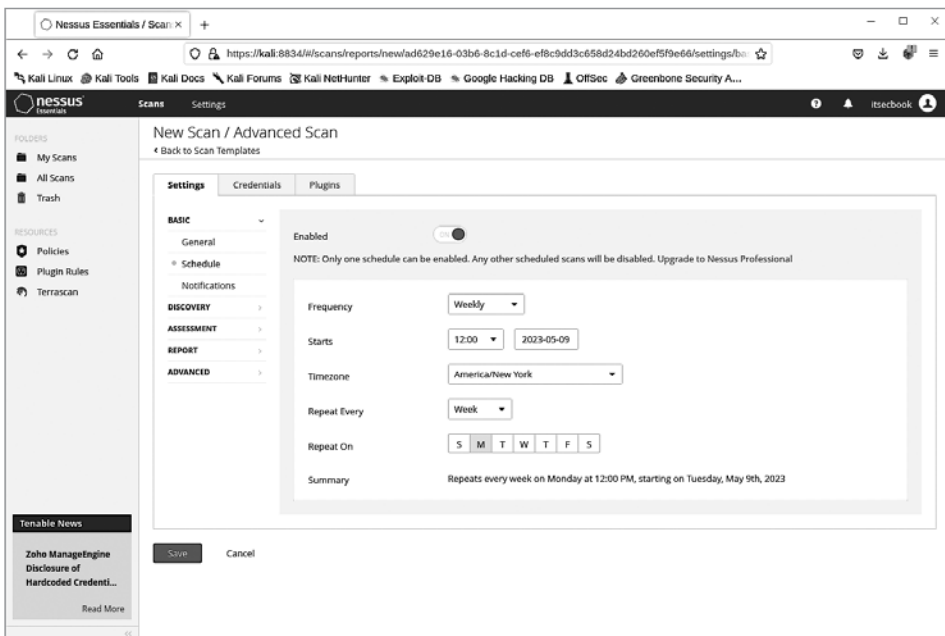 Nessus Essentials / Scan
https://kali:8834/#/scans/reports/new/ad629e16-03b6-8c1d-cef6-ef8c9dd3c658d24bd260ef5f9e66/settings/ba
Kali Linux Kali Tools Kali Docs Kali Forums Kali NetHunter Exploit-DB Google Hacking DB OffSec Greenbone Security A...
nessus Essentials Scans Settings itsecbook
FOLDERS
My Scans
All Scans
Trash
RESOURCES
Policies
Plugin Rules
Terrascan
New Scan / Advanced Scan
Back to Scan Templates
Settings Credentials Plugins
BASIC
General
Schedule
Notifications
DISCOVERY
ASSESSMENT
REPORT
ADVANCED
Enabled ON
NOTE: Only one schedule can be enabled. Any other scheduled scans will be disabled. Upgrade to Nessus Professional
Frequency Weekly
Starts 12:00 2023-05-09
Timezone America/New York
Repeat Every Week
Repeat On S M T W T F S
Summary Repeats every week on Monday at 12:00 PM, starting on Tuesday, May 9th, 2023
Save Cancel
Tenable News
Zoho ManageEngine
Disclosure of
Hardcoded Credenti...
Read More